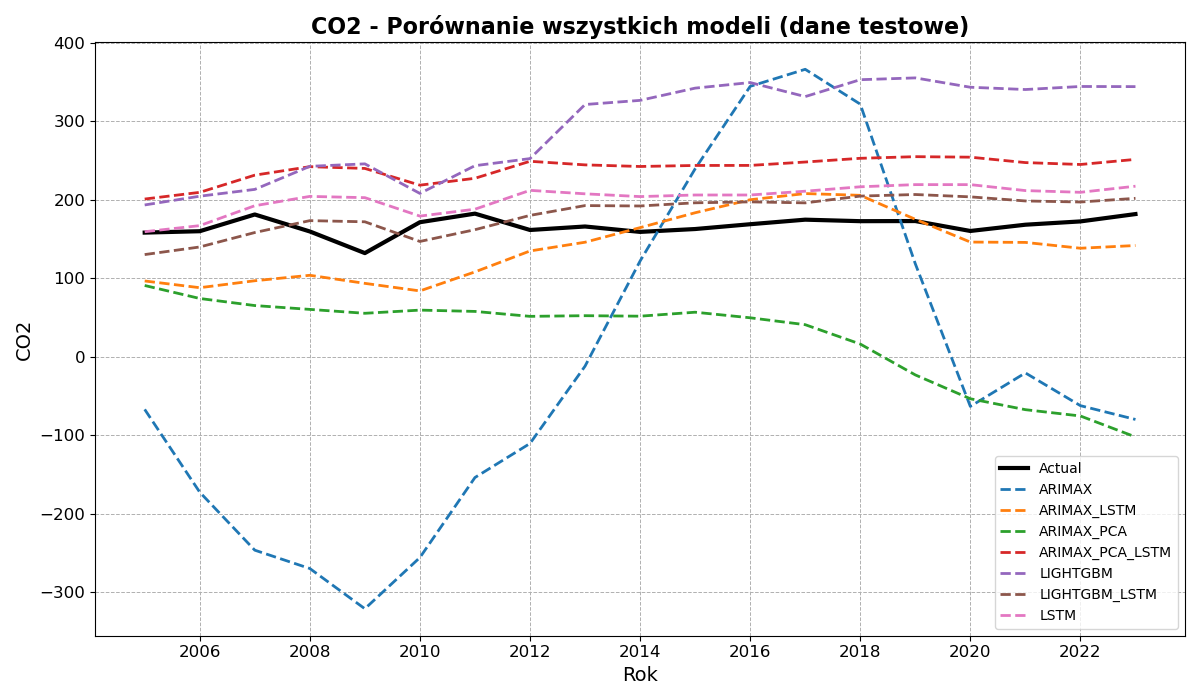 CO2 - Porównanie wszystkich modeli (dane testowe)
400
300
200
100
0
−100
−200
−300
CO2
2006 2008 2010 2012 2014 2016 2018 2020 2022
Rok
Actual
ARIMAX
ARIMAX_LSTM
ARIMAX_PCA
ARIMAX_PCA_LSTM
LIGHTGBM
LIGHTGBM_LSTM
LSTM